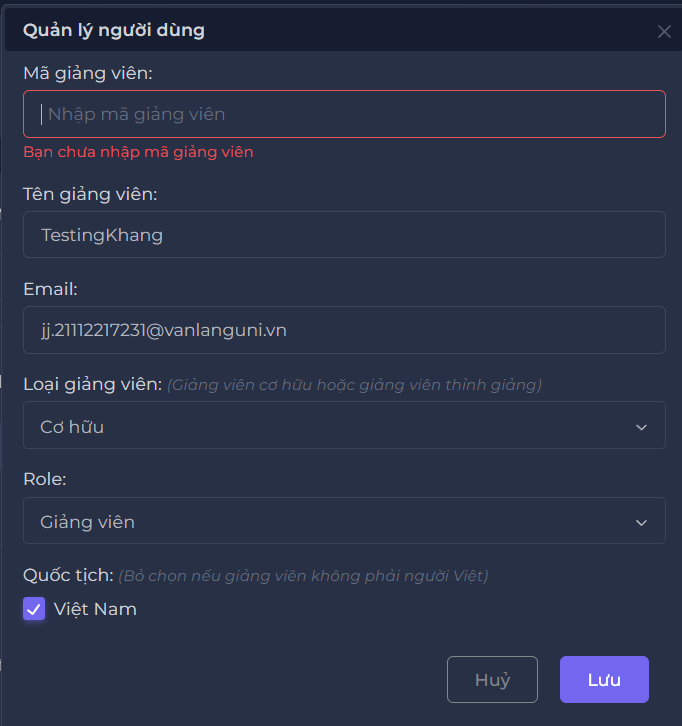 Quản lý người dùng
Mã giảng viên:
Nhập mã giảng viên
Bạn chưa nhập mã giảng viên
Tên giảng viên:
TestingKhang
Email:
jj.21112217231@vanlanguni.vn
Loại giảng viên: (Giảng viên cơ hữu hoặc giảng viên thỉnh giảng)
Cơ hữu
Role:
Giảng viên
Quốc tịch: (Bỏ chọn nếu giảng viên không phải người Việt)
Việt Nam
Huỷ Lưu